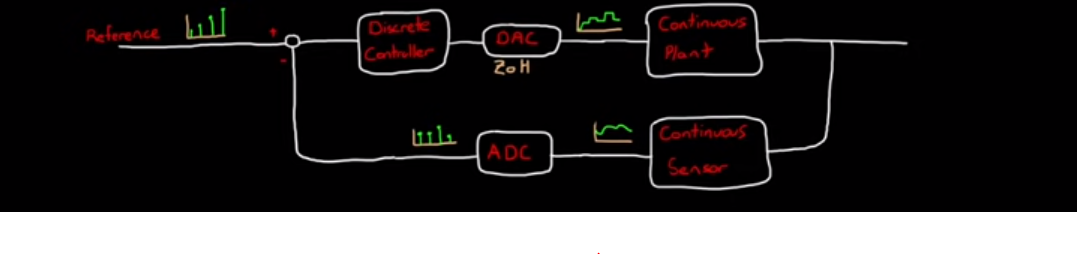 Reference
+
-
Discrete
Controller
DAC
ZoH
Continuous
Plant
ADC
Continuous
Sensor